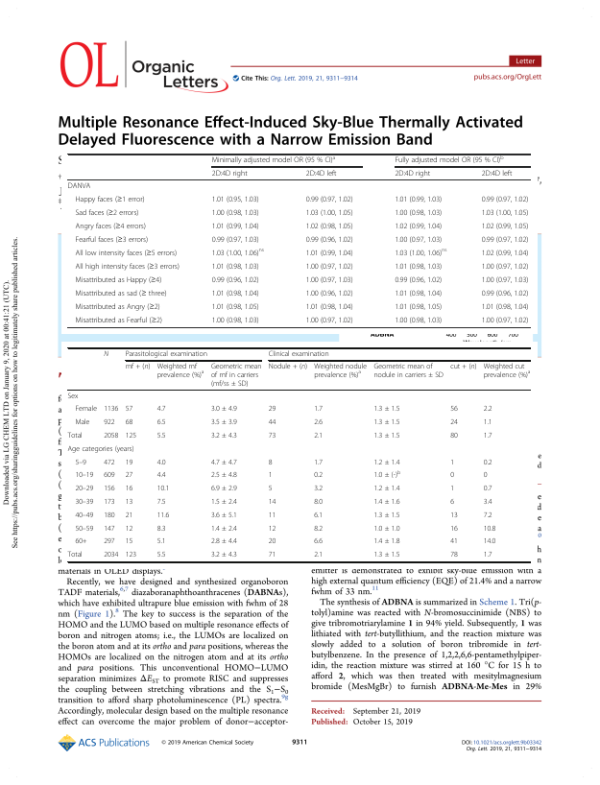 OL Organic
Letters
Cite This: Org. Lett. 2019, 21, 9311−9314
Letter
pubs.acs.org/OrgLett
Multiple Resonance Effect-Induced Sky-Blue Thermally Activated
Delayed Fluorescence with a Narrow Emission Band
Minimally adjusted model OR (95 % CI)a Fully adjusted model OR (95 % CI)b
2D:4D right 2D:4D left 2D:4D right 2D:4D left
DANVA
Happy faces (≥1 error) 1.01 (0.95, 1.03) 0.99 (0.97, 1.02) 1.01 (0.99, 1.03) 0.99 (0.97, 1.02)
Sad faces (≥2 errors) 1.00 (0.98, 1.03) 1.03 (1.00, 1.05) 1.00 (0.98, 1.03) 1.03 (1.00, 1.05)
Angry faces (≥4 errors) 1.01 (0.99, 1.04) 1.02 (0.98, 1.05) 1.02 (0.99, 1.04) 1.02 (0.99, 1.05)
Fearful faces (≥3 errors) 0.99 (0.97, 1.03) 0.99 (0.96, 1.02) 1.00 (0.97, 1.03) 0.99 (0.97, 1.02)
All low intensity faces (≥5 errors) 1.03 (1.00, 1.06)ns 1.01 (0.99, 1.04) 1.03 (1.00, 1.06)ns 1.02 (0.99, 1.04)
All high intensity faces (≥3 errors) 1.01 (0.98, 1.03) 1.00 (0.97, 1.02) 1.01 (0.98, 1.03) 1.00 (0.97, 1.02)
Misattributed as Happy (≥4) 0.99 (0.96, 1.02) 1.00 (0.97, 1.03) 0.99 (0.96, 1.02) 1.00 (0.97, 1.03)
Misattributed as sad (≥ three) 1.01 (0.98, 1.04) 1.00 (0.96, 1.02) 1.01 (0.98, 1.04) 0.99 (0.96, 1.02)
Misattributed as Angry (≥2) 1.01 (0.98, 1.05) 1.01 (0.98, 1.04) 1.01 (0.98, 1.05) 1.01 (0.98, 1.04)
Misattributed as Fearful (≥2) 1.00 (0.98, 1.03) 1.00 (0.97, 1.02) 1.00 (0.98, 1.03) 1.00 (0.97, 1.02)
N Parasitological examination Clinical examination
mf + (n) Weighted mf Geometric mean Nodule + (n) Weighted nodule Geometric mean of cut + (n) Weighted cut
prevalence (%)a of mf in carriers prevalence (%)a nodule in carriers ± SD prevalence (%)a
(mf/ss ± SD)
Sex
Female 1136 57 4.7 3.0 ± 4.9 29 1.7 1.3 ± 1.5 56 2.2
Male 922 68 6.5 3.5 ± 3.9 44 2.6 1.3 ± 1.5 24 1.1
Total 2058 125 5.5 3.2 ± 4.3 73 2.1 1.3 ± 1.5 80 1.7
Age categories (years)
5–9 472 19 4.0 4.7 ± 4.7 8 1.7 1.2 ± 1.4 1 0.2
10–19 609 27 4.4 2.5 ± 4.8 1 0.2 1.0 ± (-)b 0 0
20–29 156 16 10.1 6.9 ± 2.9 5 3.2 1.2 ± 1.4 1 0.7
30–39 173 13 7.5 1.5 ± 2.4 14 8.0 1.4 ± 1.6 6 3.4
40–49 180 21 11.6 3.6 ± 5.1 11 6.1 1.3 ± 1.5 13 7.2
50–59 147 12 8.3 1.4 ± 2.4 12 8.2 1.0 ± 1.0 16 10.8
60+ 297 15 5.1 2.8 ± 4.4 20 6.6 1.4 ± 1.8 41 14.0
Total 2034 123 5.5 3.2 ± 4.3 71 2.1 1.3 ± 1.5 78 1.7
materials in OLED displays.
Recently, we have designed and synthesized organoboron
TADF materials,6,7 diazaboranaphthoanthracenes (DABNAs),
which have exhibited ultrapure blue emission with fwhm of 28
nm (Figure 1).8 The key to success is the separation of the
HOMO and the LUMO based on multiple resonance effects of
boron and nitrogen atoms; i.e., the LUMOs are localized on
the boron atom and at its ortho and para positions, whereas the
HOMOs are localized on the nitrogen atom and at its ortho
and para positions. This unconventional HOMO−LUMO
separation minimizes ΔEST to promote RISC and suppresses
the coupling between stretching vibrations and the S1−S0
transition to afford sharp photoluminescence (PL) spectra.9g
Accordingly, molecular design based on the multiple resonance
effect can overcome the major problem of donor−acceptor-
emitter is demonstrated to exhibit sky-blue emission with a
high external quantum efficiency (EQE) of 21.4% and a narrow
fwhm of 33 nm.11
The synthesis of ADBNA is summarized in Scheme 1. Tri(p-
tolyl)amine was reacted with N-bromosuccinimide (NBS) to
give tribromotriarylamine 1 in 94% yield. Subsequently, 1 was
lithiated with tert-butyllithium, and the reaction mixture was
slowly added to a solution of boron tribromide in tert-
butylbenzene. In the presence of 1,2,2,6,6-pentamethylpiper-
idin, the reaction mixture was stirred at 160 °C for 15 h to
afford 2, which was then treated with mesitylmagnesium
bromide (MesMgBr) to furnish ADBNA-Me-Mes in 29%
Received: September 21, 2019
Published: October 15, 2019
ACS Publications © 2019 American Chemical Society
9311
DOI: 10.1021/acs.orglett.9b03342
Org. Lett. 2019, 21, 9311−9314
Downloaded via LG CHEM LTD on January 9, 2020 at 00:41:21 (UTC).
See https://pubs.acs.org/sharingguidelines for options on how to legitimately share published articles.